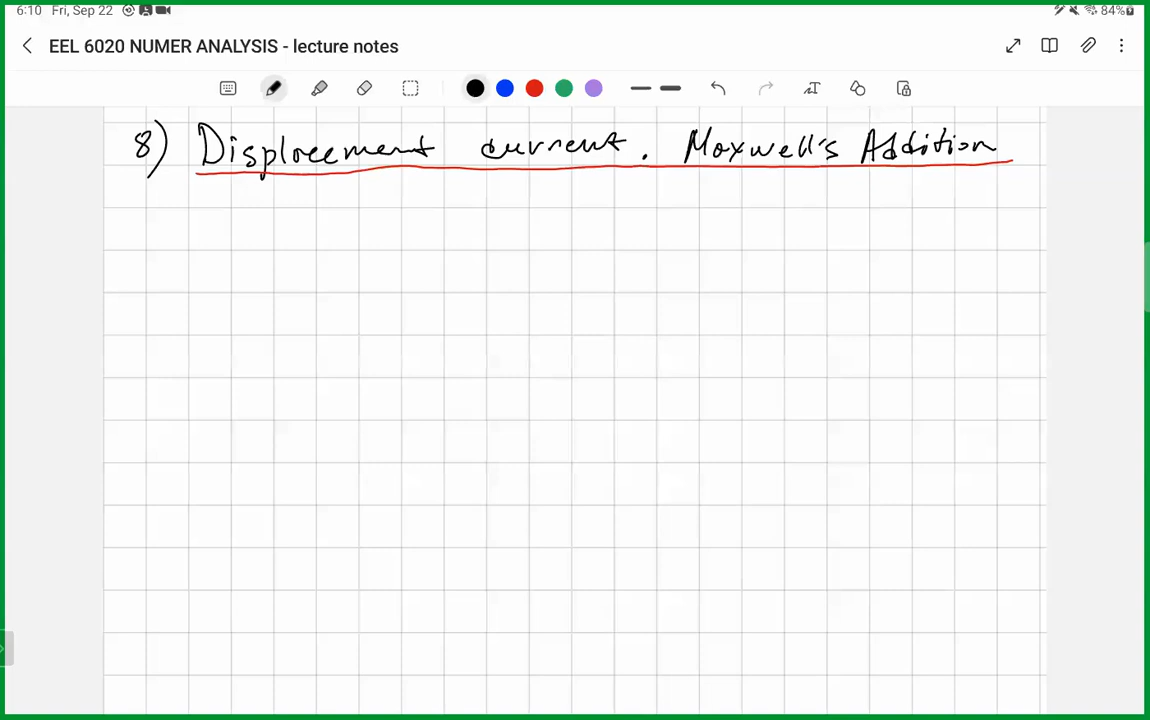 6:10 Fri, Sep 22 84%
EEL 6020 NUMER ANALYSIS - lecture notes
8) Displacement current. Maxwell's Addition